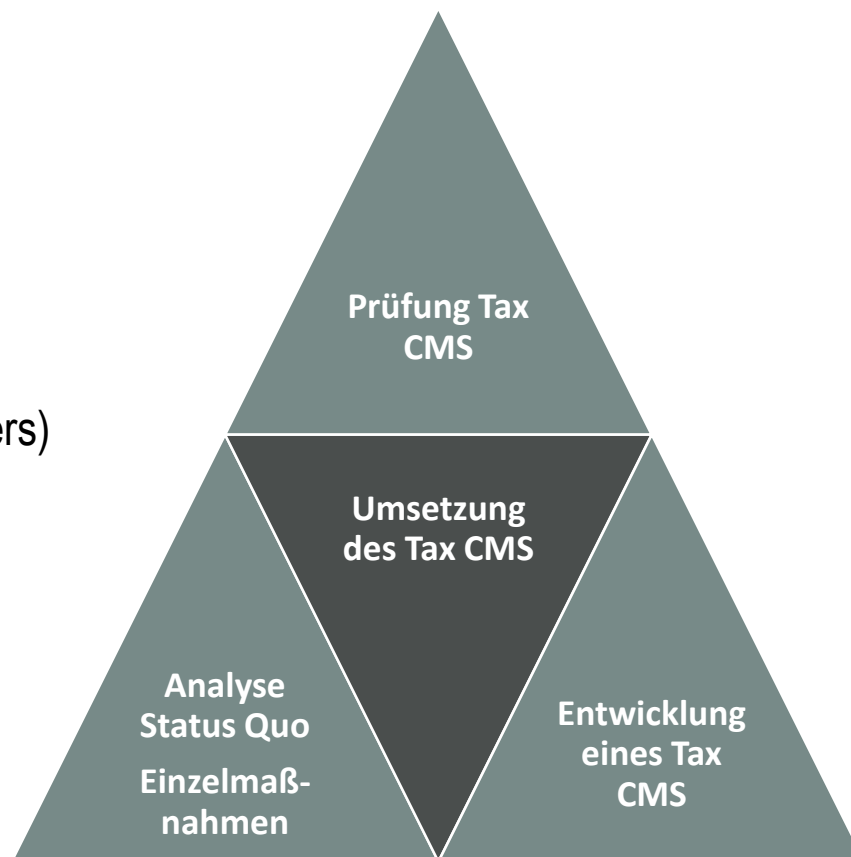 Prüfung Tax
CMS
ers)
Umsetzung
des Tax CMS
Analyse
Status Quo
Einzelmaß-
nahmen
Entwicklung
eines Tax
CMS